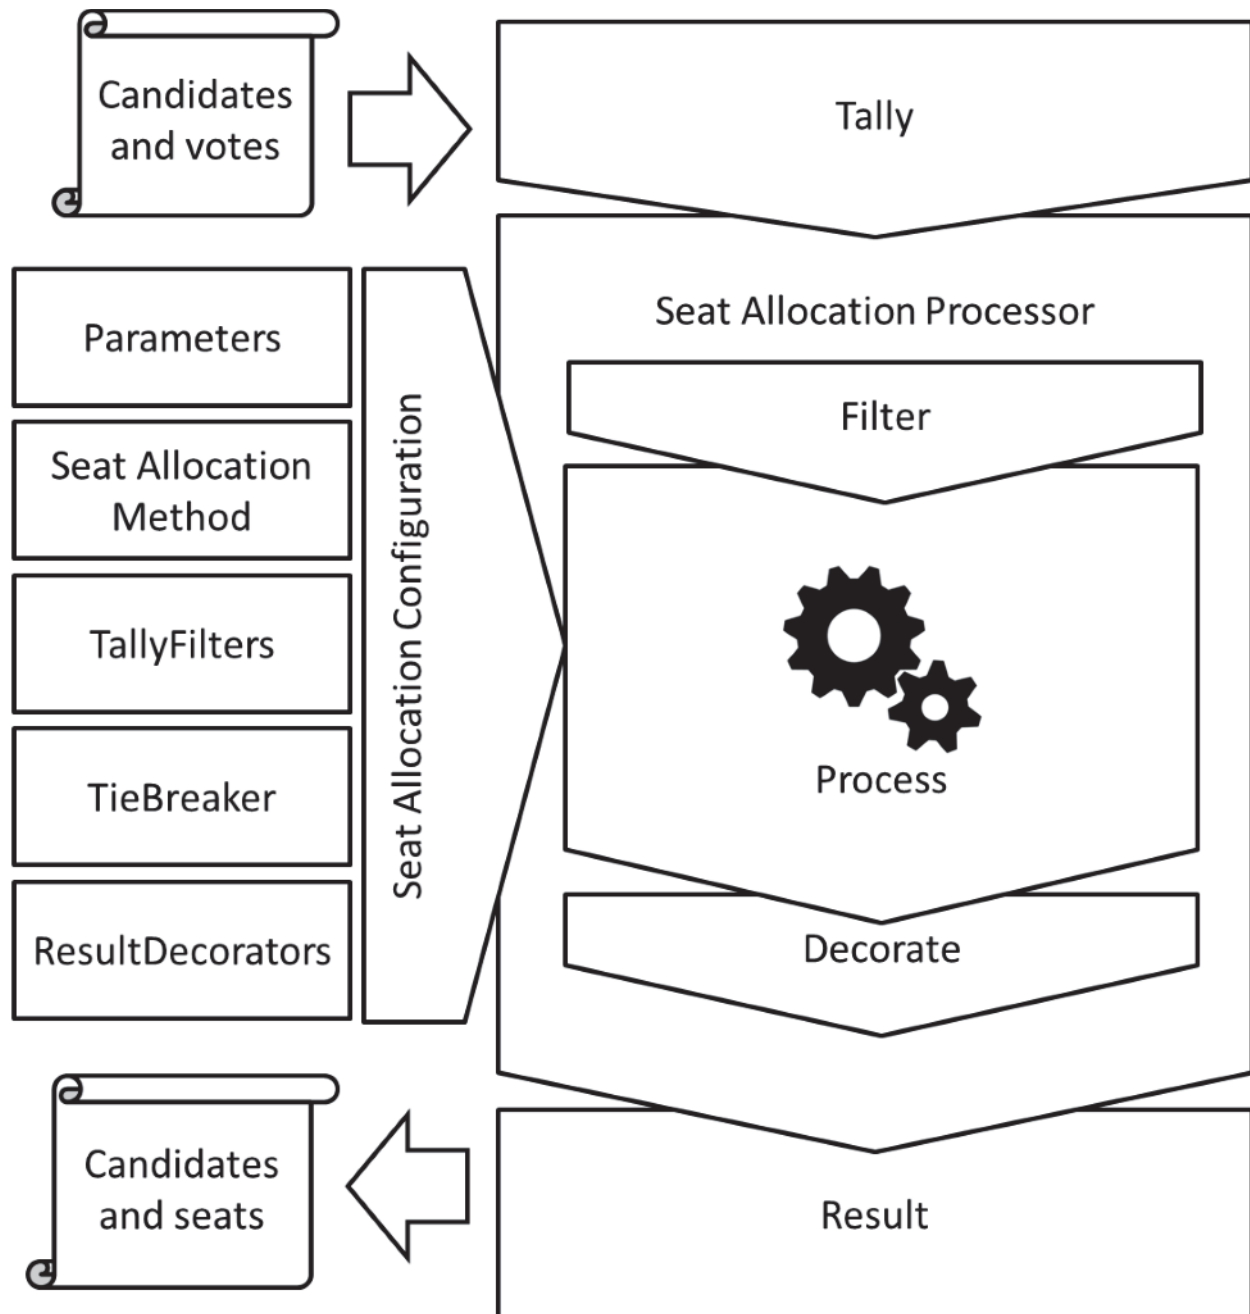 Candidates
and votes
Tally
Parameters
Seat Allocation
Method
TallyFilters
TieBreaker
ResultDecorators
Seat Allocation Configuration
Seat Allocation Processor
Filter
Process
Decorate
Candidates
and seats
Result